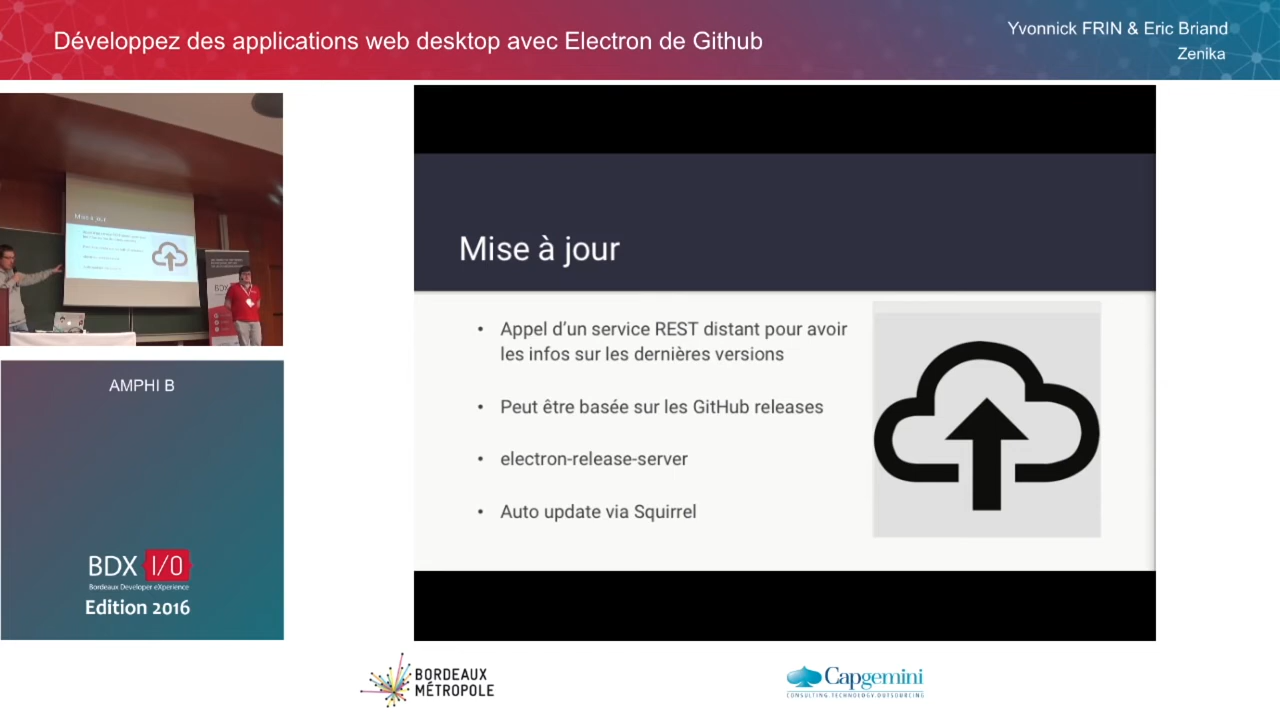 Développez des applications web desktop avec Electron de Github
Yvonnick FRIN & Eric Briand
Zenika
Mise à jour
AMPHI B
BDX I/O
Bordeaux Developer eXperience
Edition 2016
Mise à jour
• Appel d’un service REST distant pour avoir
les infos sur les dernières versions
• Peut être basée sur les GitHub releases
• electron-release-server
• Auto update via Squirrel
BORDEAUX
MÉTROPOLE
Capgemini
CONSULTING.TECHNOLOGY.OUTSOURCING